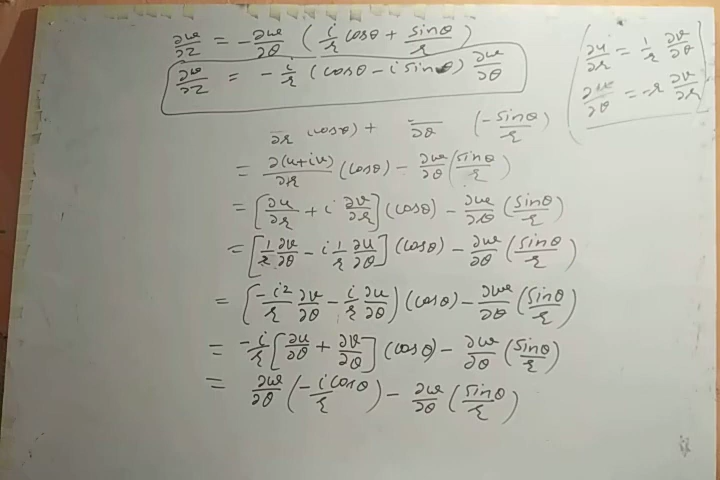 ∂w/∂z = -∂w/∂θ (i/r cosθ + sinθ/r)
∂w/∂z = -i/r (cosθ - i sinθ) ∂w/∂θ
∂u/∂r = 1/r ∂v/∂θ
∂u/∂θ = -r ∂v/∂r
∂r (cosθ) + ∂θ (-sinθ/r)
= ∂(u+iv)/∂r (cosθ) - ∂w/∂θ (sinθ/r)
= [∂u/∂r + i ∂v/∂r] (cosθ) - ∂w/∂θ (sinθ/r)
= [1/r ∂v/∂θ - i 1/r ∂u/∂θ] (cosθ) - ∂w/∂θ (sinθ/r)
= (-i²/r ∂v/∂θ - i/r ∂u/∂θ) (cosθ) - ∂w/∂θ (sinθ/r)
= -i/r [∂u/∂θ + ∂v/∂θ] (cosθ) - ∂w/∂θ (sinθ/r)
= ∂w/∂θ (-i cosθ/r) - ∂w/∂θ (sinθ/r)